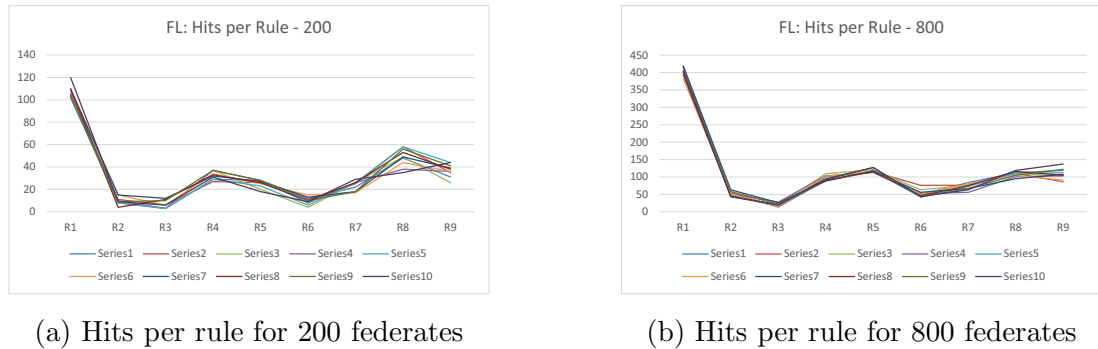 FL: Hits per Rule - 200
140
120
100
80
60
40
20
0
R1 R2 R3 R4 R5 R6 R7 R8 R9
Series1 Series2 Series3 Series4 Series5
Series6 Series7 Series8 Series9 Series10
(a) Hits per rule for 200 federates
FL: Hits per Rule - 800
450
400
350
300
250
200
150
100
50
0
R1 R2 R3 R4 R5 R6 R7 R8 R9
Series1 Series2 Series3 Series4 Series5
Series6 Series7 Series8 Series9 Series10
(b) Hits per rule for 800 federates